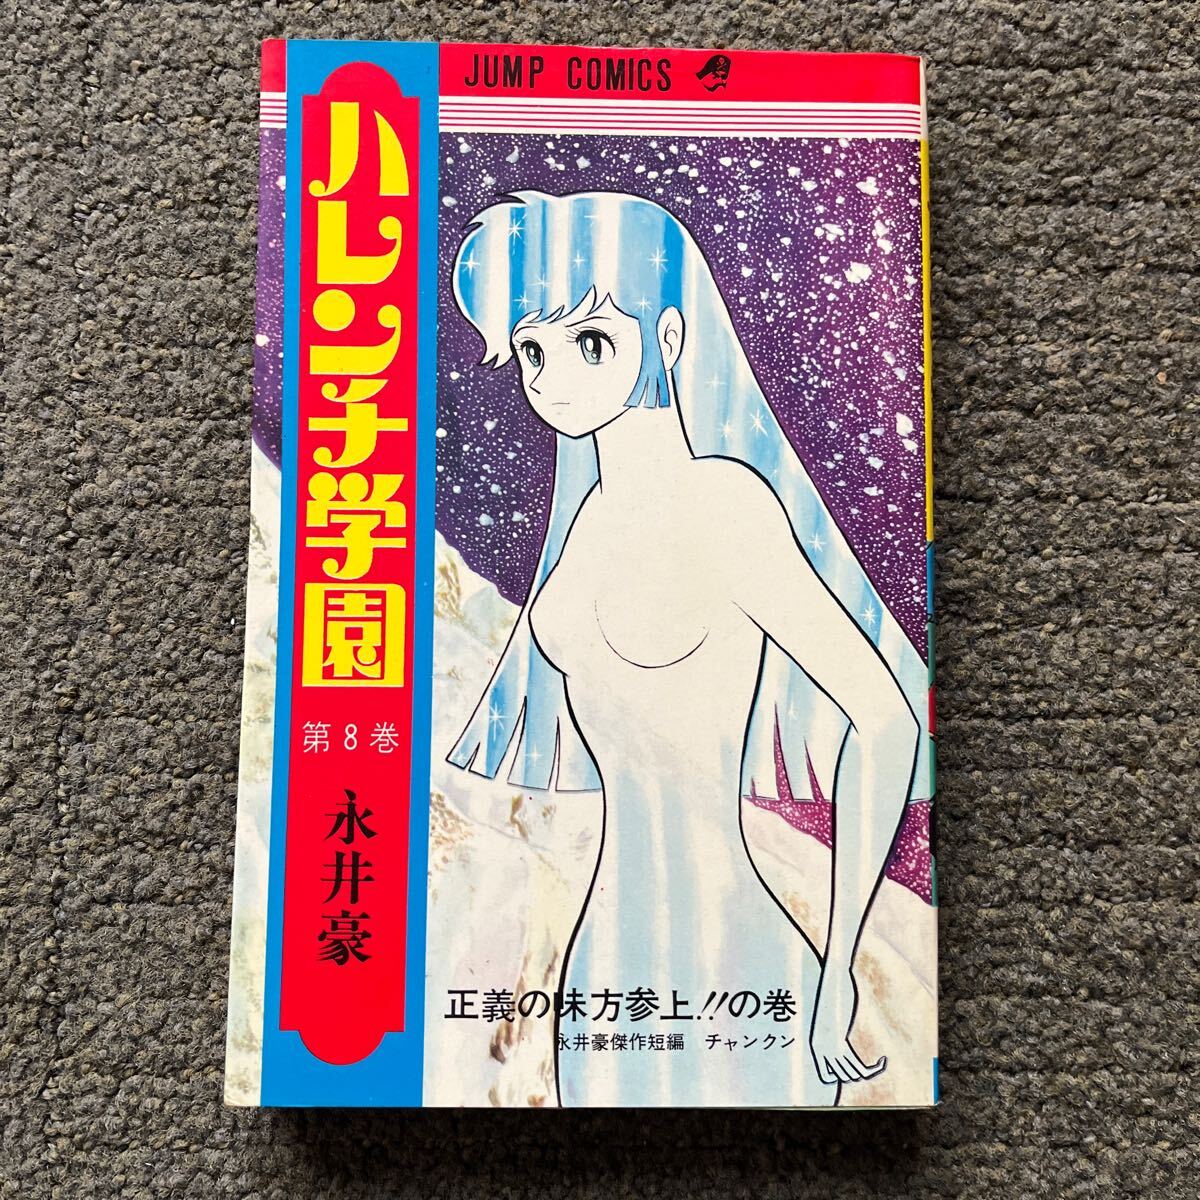 JUMP COMICS
ハレンチ学園
第8巻
永井豪
正義の味方参上!!の巻
永井豪傑作短編 チャンクン